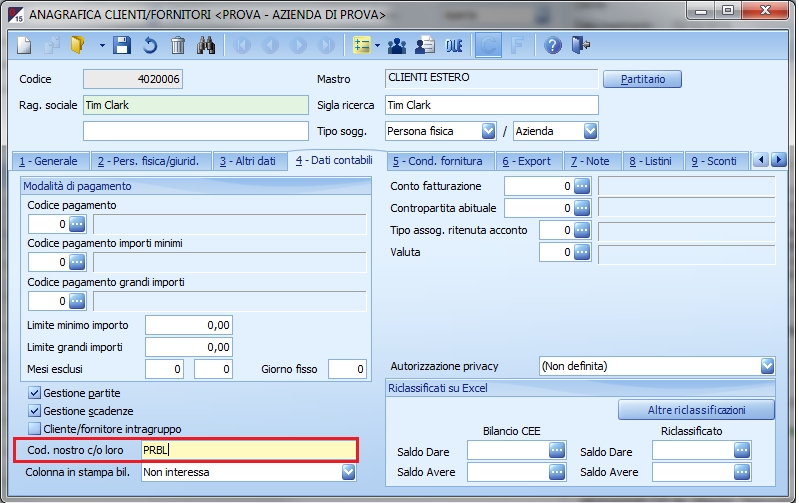 ANAGRAFICA CLIENTI/FORNITORI <PROVA - AZIENDA DI PROVA>
15
OLE
C F
?
Codice 4020006 Mastro CLIENTI ESTERO Partitario
Rag. sociale Tim Clark Sigla ricerca Tim Clark
Tipo sogg. Persona fisica / Azienda
1 - Generale 2 - Pers. fisica/giurid. 3 - Altri dati 4 - Dati contabili 5 - Cond. fornitura 6 - Export 7 - Note 8 - Listini 9 - Sconti
Modalità di pagamento
Codice pagamento
0 ...
Codice pagamento importi minimi
0 ...
Codice pagamento grandi importi
0 ...
Limite minimo importo 0,00
Limite grandi importi 0,00
Mesi esclusi 0 0 Giorno fisso 0
Gestione partite
Gestione scadenze
Cliente/fornitore intragruppo
Cod. nostro c/o loro PRBL
Colonna in stampa bil. Non interessa
Conto fatturazione 0 ...
Contropartita abituale 0 ...
Tipo assog. ritenuta acconto 0 ...
Valuta 0 ...
Autorizzazione privacy (Non definita)
Riclassificati su Excel
Altre riclassificazioni
Bilancio CEE Riclassificato
Saldo Dare ... Saldo Dare ...
Saldo Avere ... Saldo Avere ...